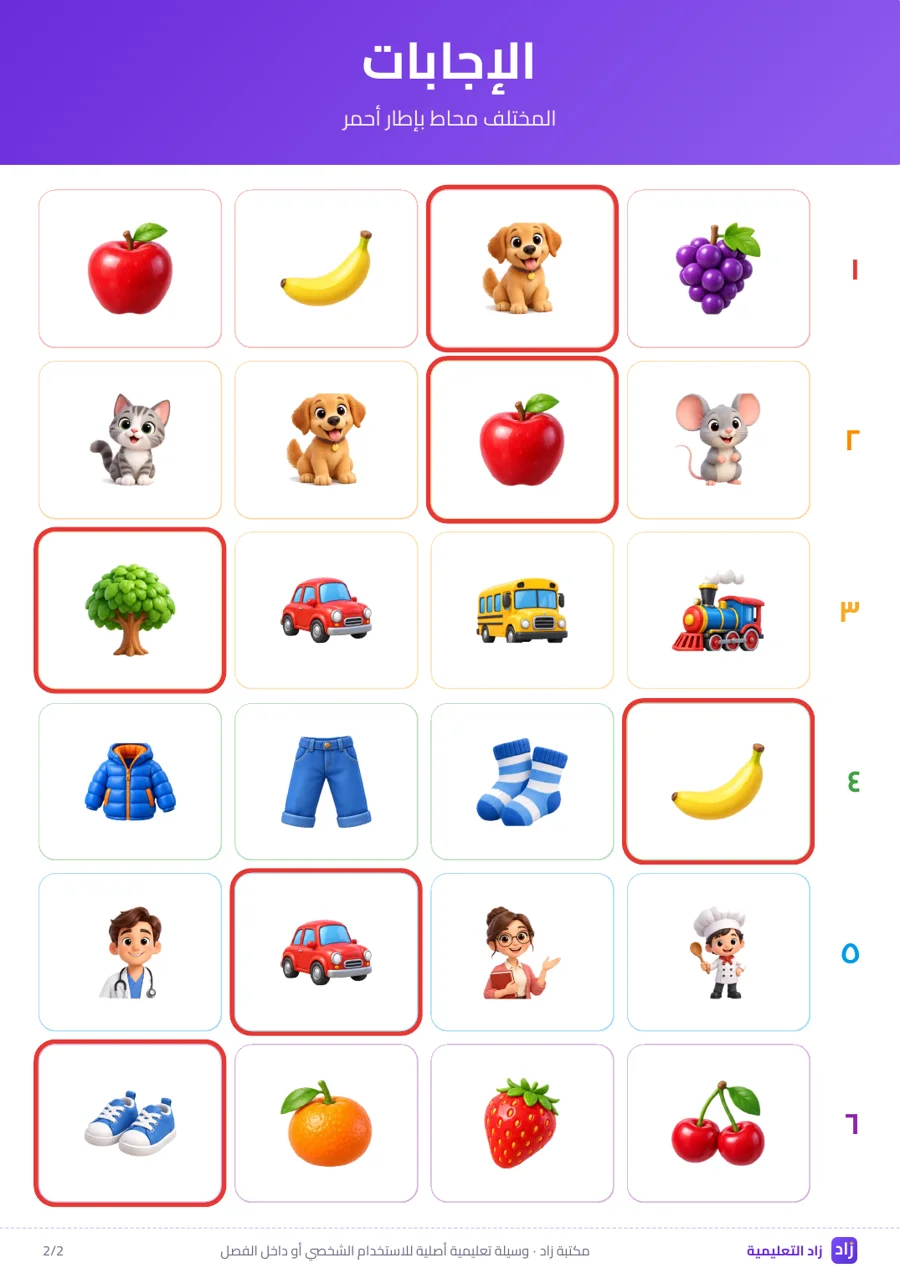 الإجابات
المختلف محاط بإطار أحمر
١
٢
٣
٤
٥
٦
زاد زاد التعليمية
مكتبة زاد · وسيلة تعليمية أصلية للاستخدام الشخصي أو داخل الفصل
2/2